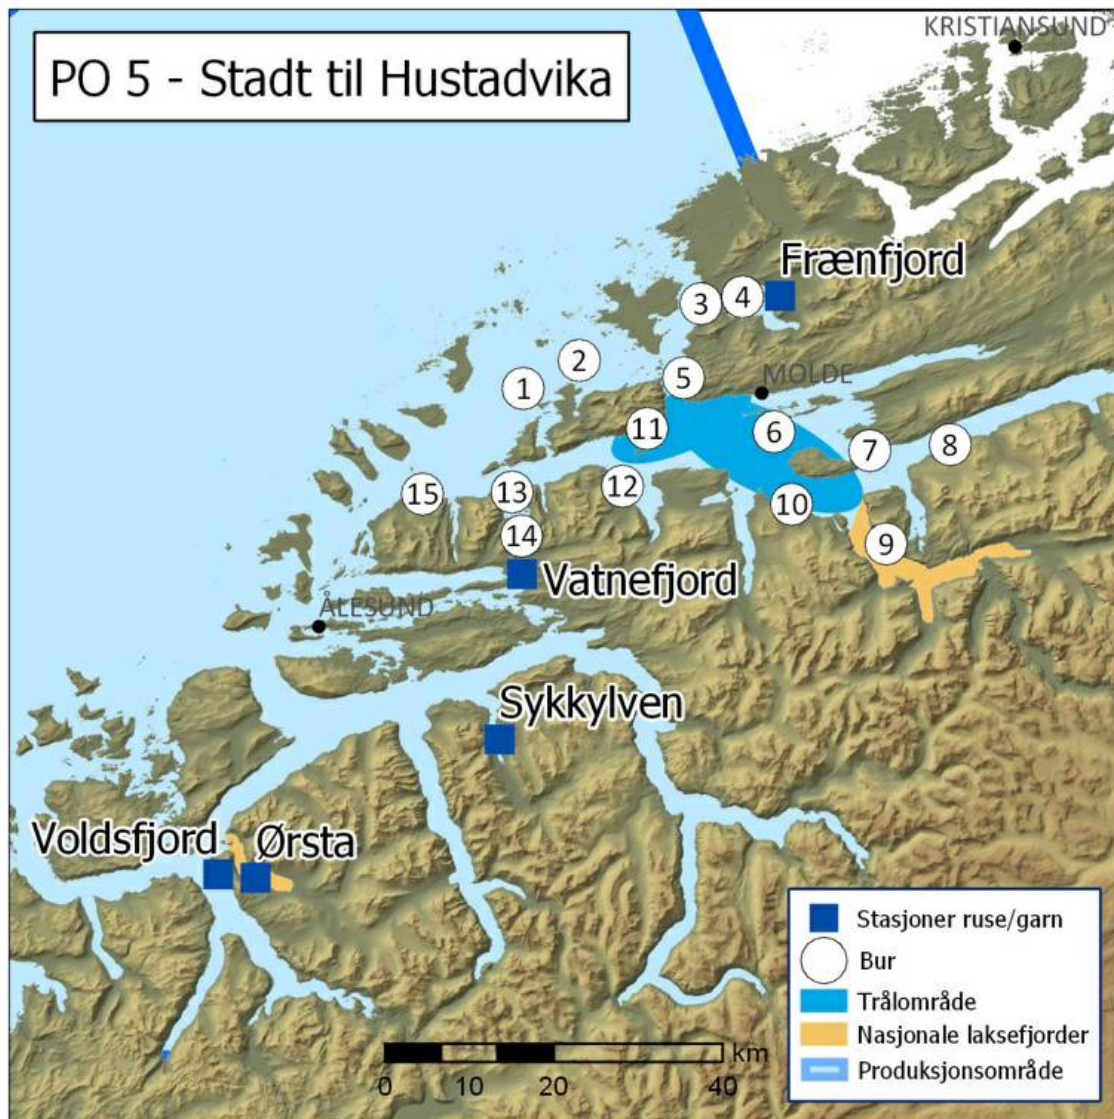 KRISTIANSUND
PO 5 - Stadt til Hustadvika
Frænfjord
3
4
2
1
5
MOLDE
11
6
7
8
12
13
15
10
14
9
Vatnefjord
ÅLESUND
Sykkylven
Voldsfjord
Ørsta
Stasjoner ruse/garn
Bur
Trålområde
Nasjonale laksefjorder
Produksjonsområde
km
0 10 20 40